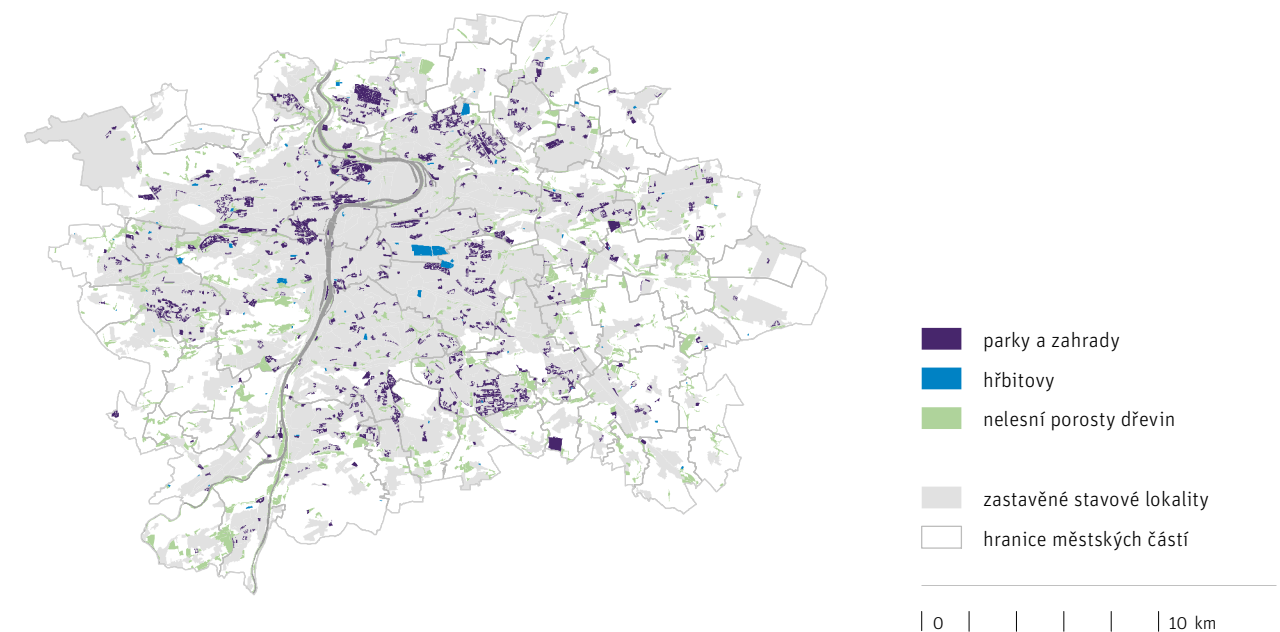 parky a zahrady
hřbitovy
nelesní porosty dřevin
zastavěné stavové lokality
hranice městských částí
0 10 km